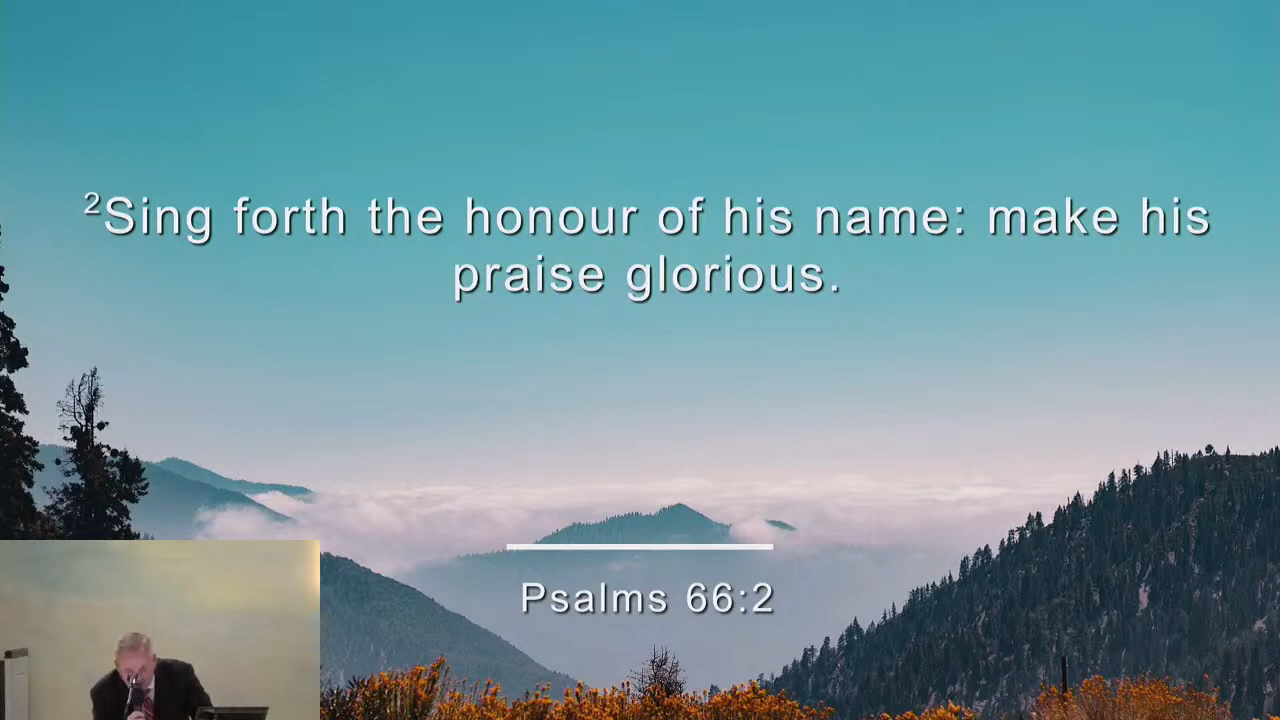 ²Sing forth the honour of his name: make his
praise glorious.
Psalms 66:2